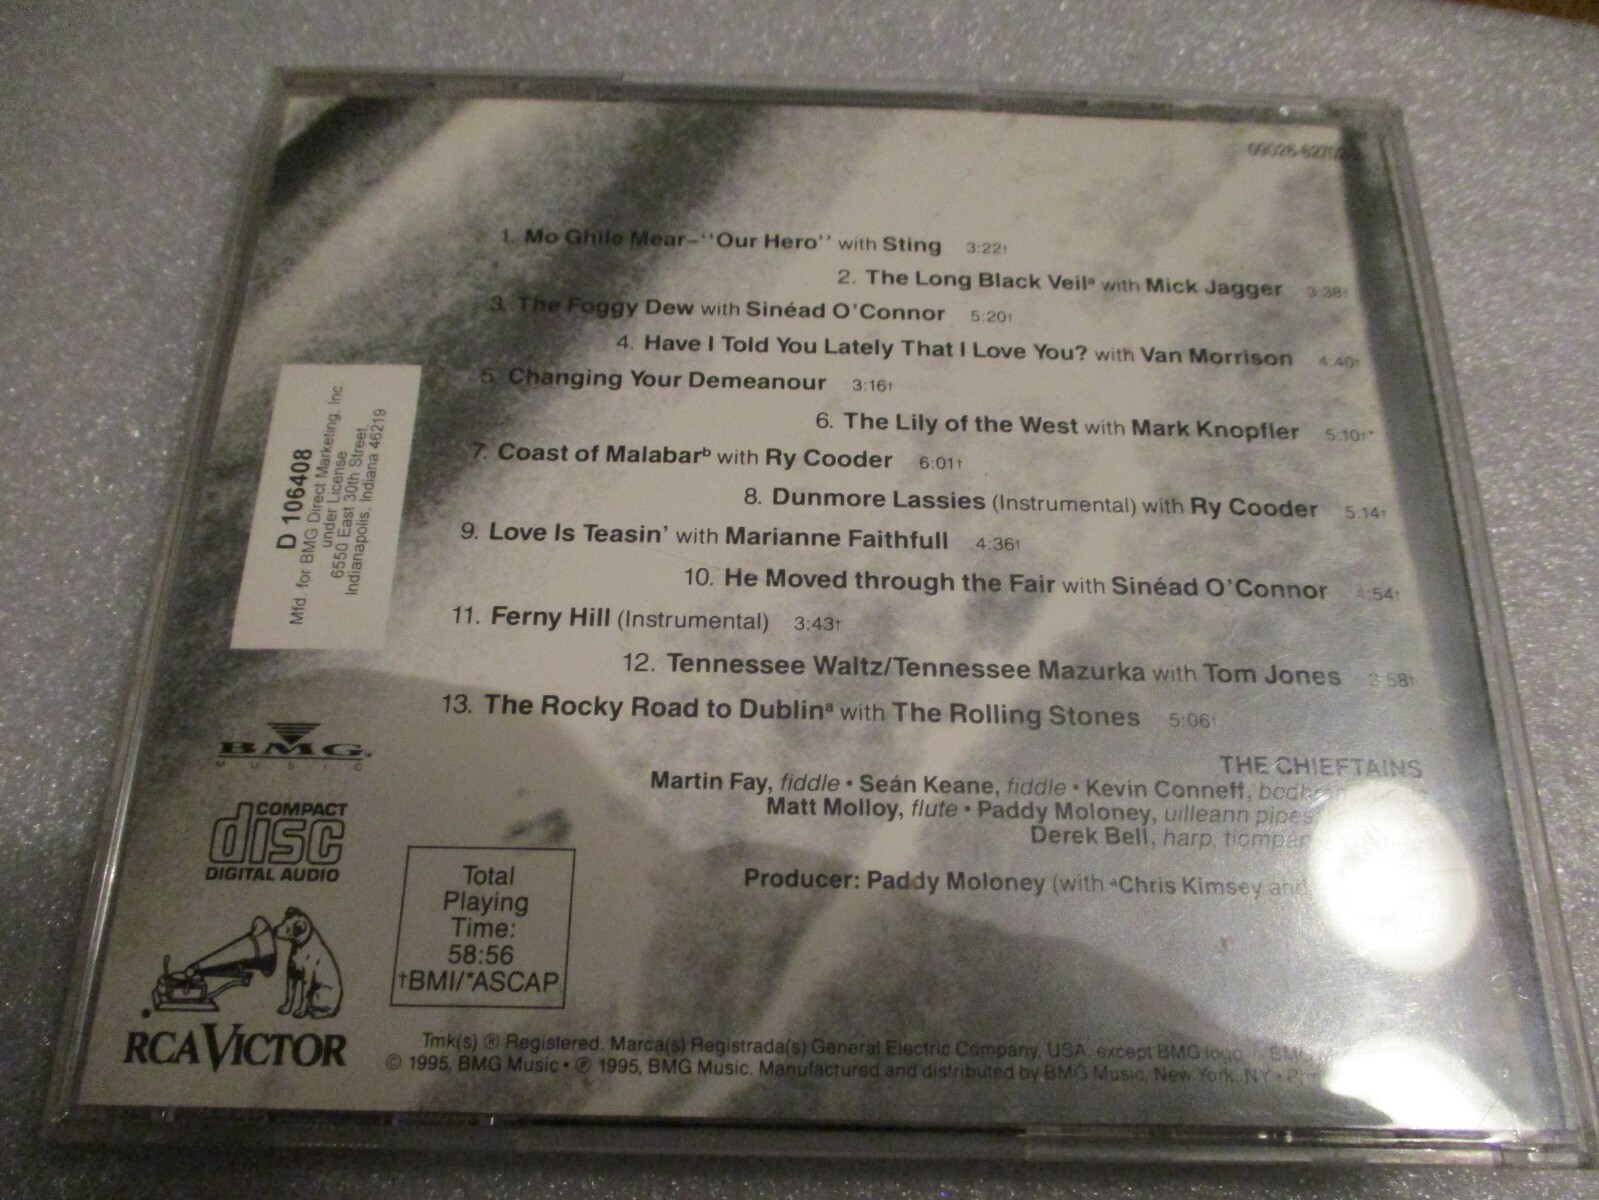 09026-6270
1. Mo Ghile Mear–"Our Hero" with Sting 3:22†
2. The Long Black Veilª with Mick Jagger 3:38†
3. The Foggy Dew with Sinéad O'Connor 5:20†
4. Have I Told You Lately That I Love You? with Van Morrison 4:40†
5. Changing Your Demeanour 3:16†
6. The Lily of the West with Mark Knopfler 5:10†*
7. Coast of Malabarᵇ with Ry Cooder 6:01†
8. Dunmore Lassies (Instrumental) with Ry Cooder 5:14†
9. Love Is Teasin' with Marianne Faithfull 4:36†
10. He Moved through the Fair with Sinéad O'Connor 4:54†
11. Ferny Hill (Instrumental) 3:43†
12. Tennessee Waltz/Tennessee Mazurka with Tom Jones 3:58†
13. The Rocky Road to Dublinª with The Rolling Stones 5:06†
D 106408
Mfd. for BMG Direct Marketing, Inc
under License
6550 East 30th Street,
Indianapolis, Indiana 46219
BMG
MUSIC
COMPACT
disc
DIGITAL AUDIO
RCA VICTOR
THE CHIEFTAINS
Martin Fay, fiddle • Seán Keane, fiddle • Kevin Conneff,
Matt Molloy, flute • Paddy Moloney, uilleann pipes,
Derek Bell, harp,
Producer: Paddy Moloney (with ªChris Kimsey and
Total
Playing
Time:
58:56
†BMI/*ASCAP
Tmk(s) ® Registered. Marca(s) Registrada(s) General Electric Company, USA, except BMG logo
© 1995, BMG Music • ℗ 1995, BMG Music. Manufactured and distributed by BMG Music, New York, NY •